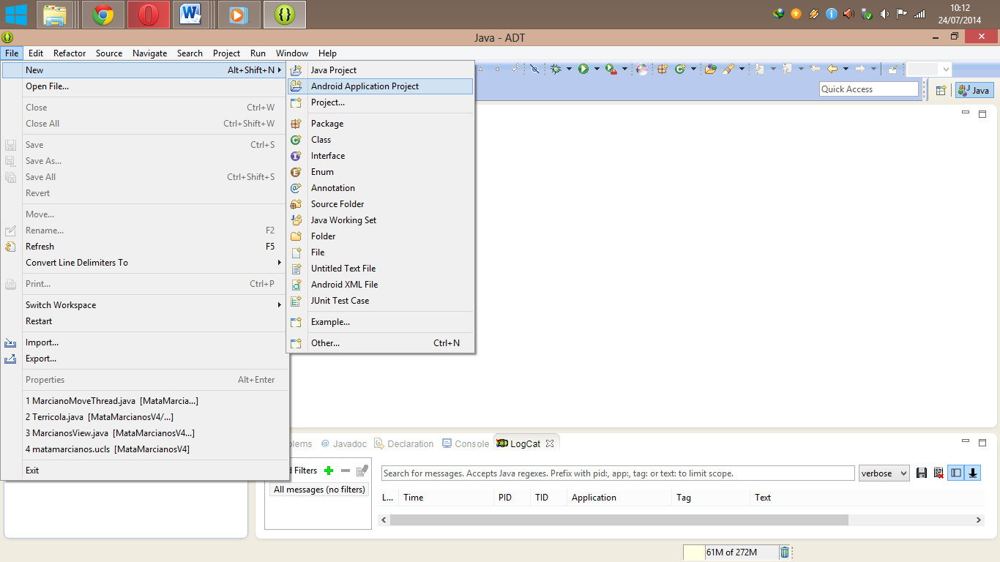 10:12
24/07/2014
Java - ADT
File Edit Refactor Source Navigate Search Project Run Window Help
New Alt+Shift+N
Open File...
Close Ctrl+W
Close All Ctrl+Shift+W
Save Ctrl+S
Save As...
Save All Ctrl+Shift+S
Revert
Move...
Rename... F2
Refresh F5
Convert Line Delimiters To
Print... Ctrl+P
Switch Workspace
Restart
Import...
Export...
Properties Alt+Enter
1 MarcianoMoveThread.java [MataMarcia...]
2 Terricola.java [MataMarcianosV4/...]
3 MarcianosView.java [MataMarcianosV4...]
4 matamarcianos.ucls [MataMarcianosV4]
Exit
Java Project
Android Application Project
Project...
Package
Class
Interface
Enum
Annotation
Source Folder
Java Working Set
Folder
File
Untitled Text File
Android XML File
JUnit Test Case
Example...
Other... Ctrl+N
Quick Access
Java
blems @ Javadoc Declaration Console LogCat
d Filters
All messages (no filters)
Search for messages. Accepts Java regexes. Prefix with pid:, app:, tag: or text: to limit scope.
verbose
L... Time PID TID Application Tag Text
61M of 272M